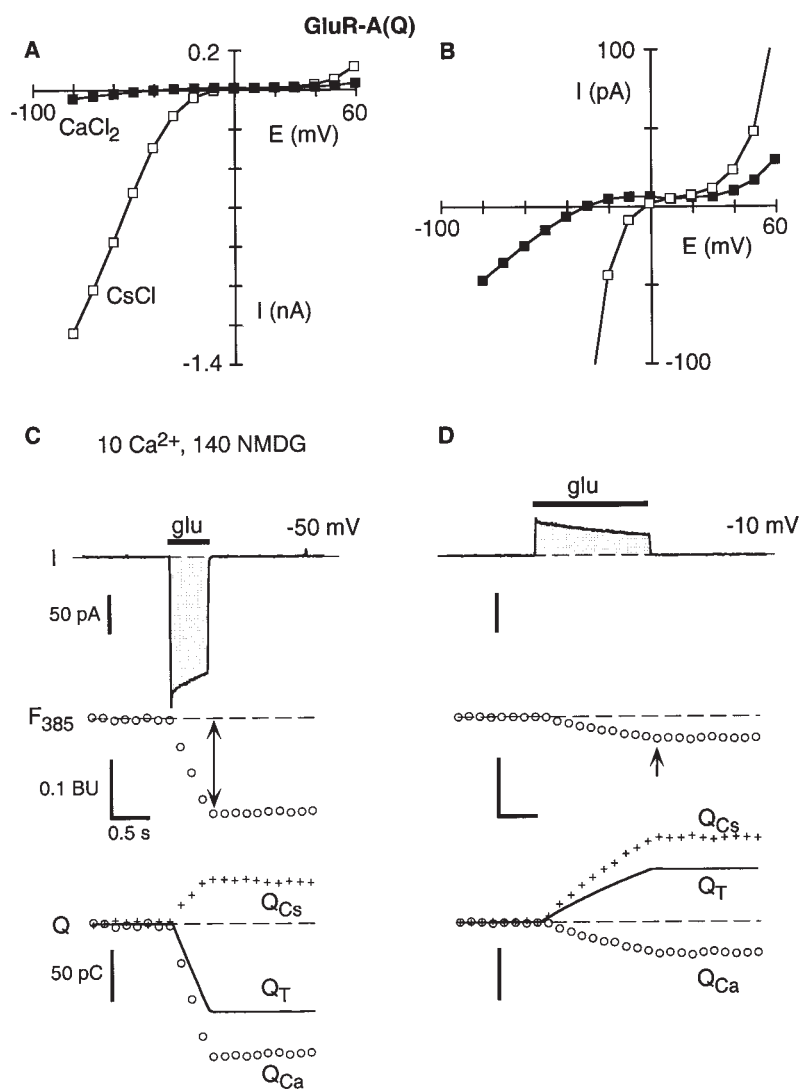 GluR-A(Q)
A
0.2
-100
60
CaCl2
E (mV)
CsCl
I (nA)
-1.4
B
100
I (pA)
-100
60
E (mV)
-100
C
10 Ca2+, 140 NMDG
glu
-50 mV
I
50 pA
F385
0.1 BU
0.5 s
QCs
Q
50 pC
QT
QCa
D
glu
-10 mV
QCs
QT
QCa